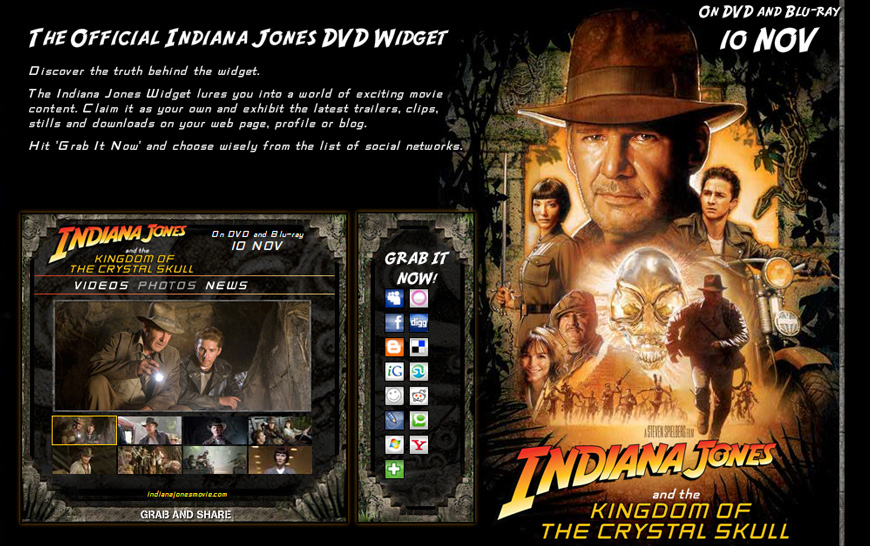 The Official Indiana Jones DVD Widget
Discover the truth behind the widget.
The Indiana Jones Widget lures you into a world of exciting movie
content. Claim it as your own and exhibit the latest trailers, clips,
stills and downloads on your web page, profile or blog.
Hit 'Grab It Now' and choose wisely from the list of social networks.
INDIANA JONES
and the
KINGDOM OF
THE CRYSTAL SKULL
On DVD and Blu-ray
10 NOV
VIDEOS PHOTOS NEWS
indianajonesmovie.com
GRAB AND SHARE
GRAB IT
NOW!
f digg
iG
Y
On DVD and Blu-ray
10 NOV
A STEVEN SPIELBERG FILM
INDIANA JONES
and the
KINGDOM OF
THE CRYSTAL SKULL